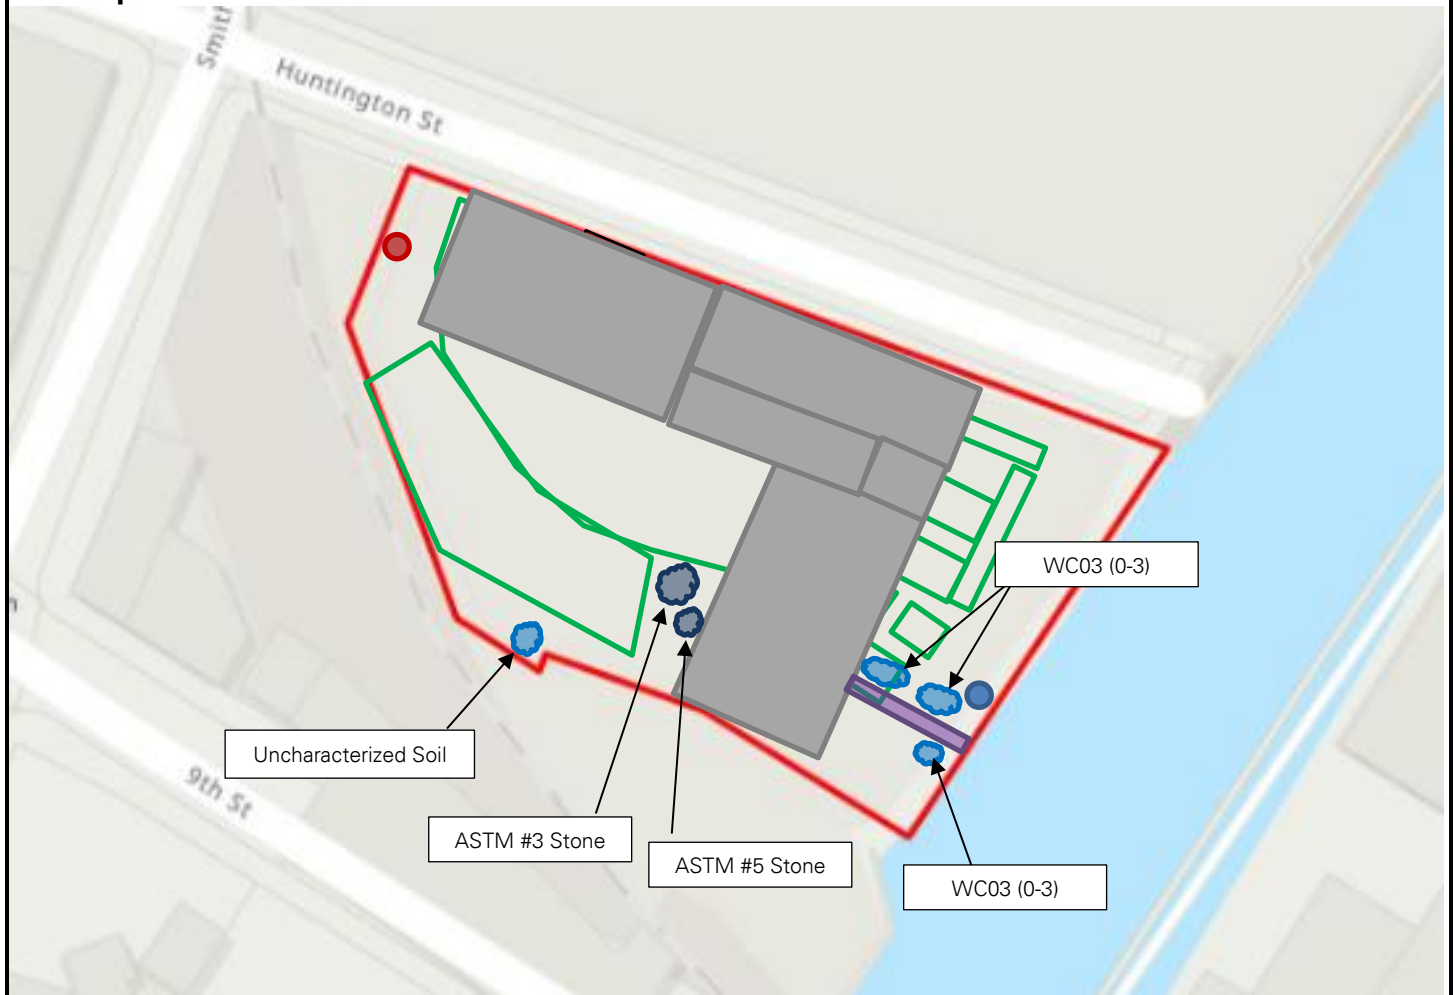 Smith
Huntington St
WC03 (0-3)
Uncharacterized Soil
9th St
ASTM #3 Stone
ASTM #5 Stone
WC03 (0-3)